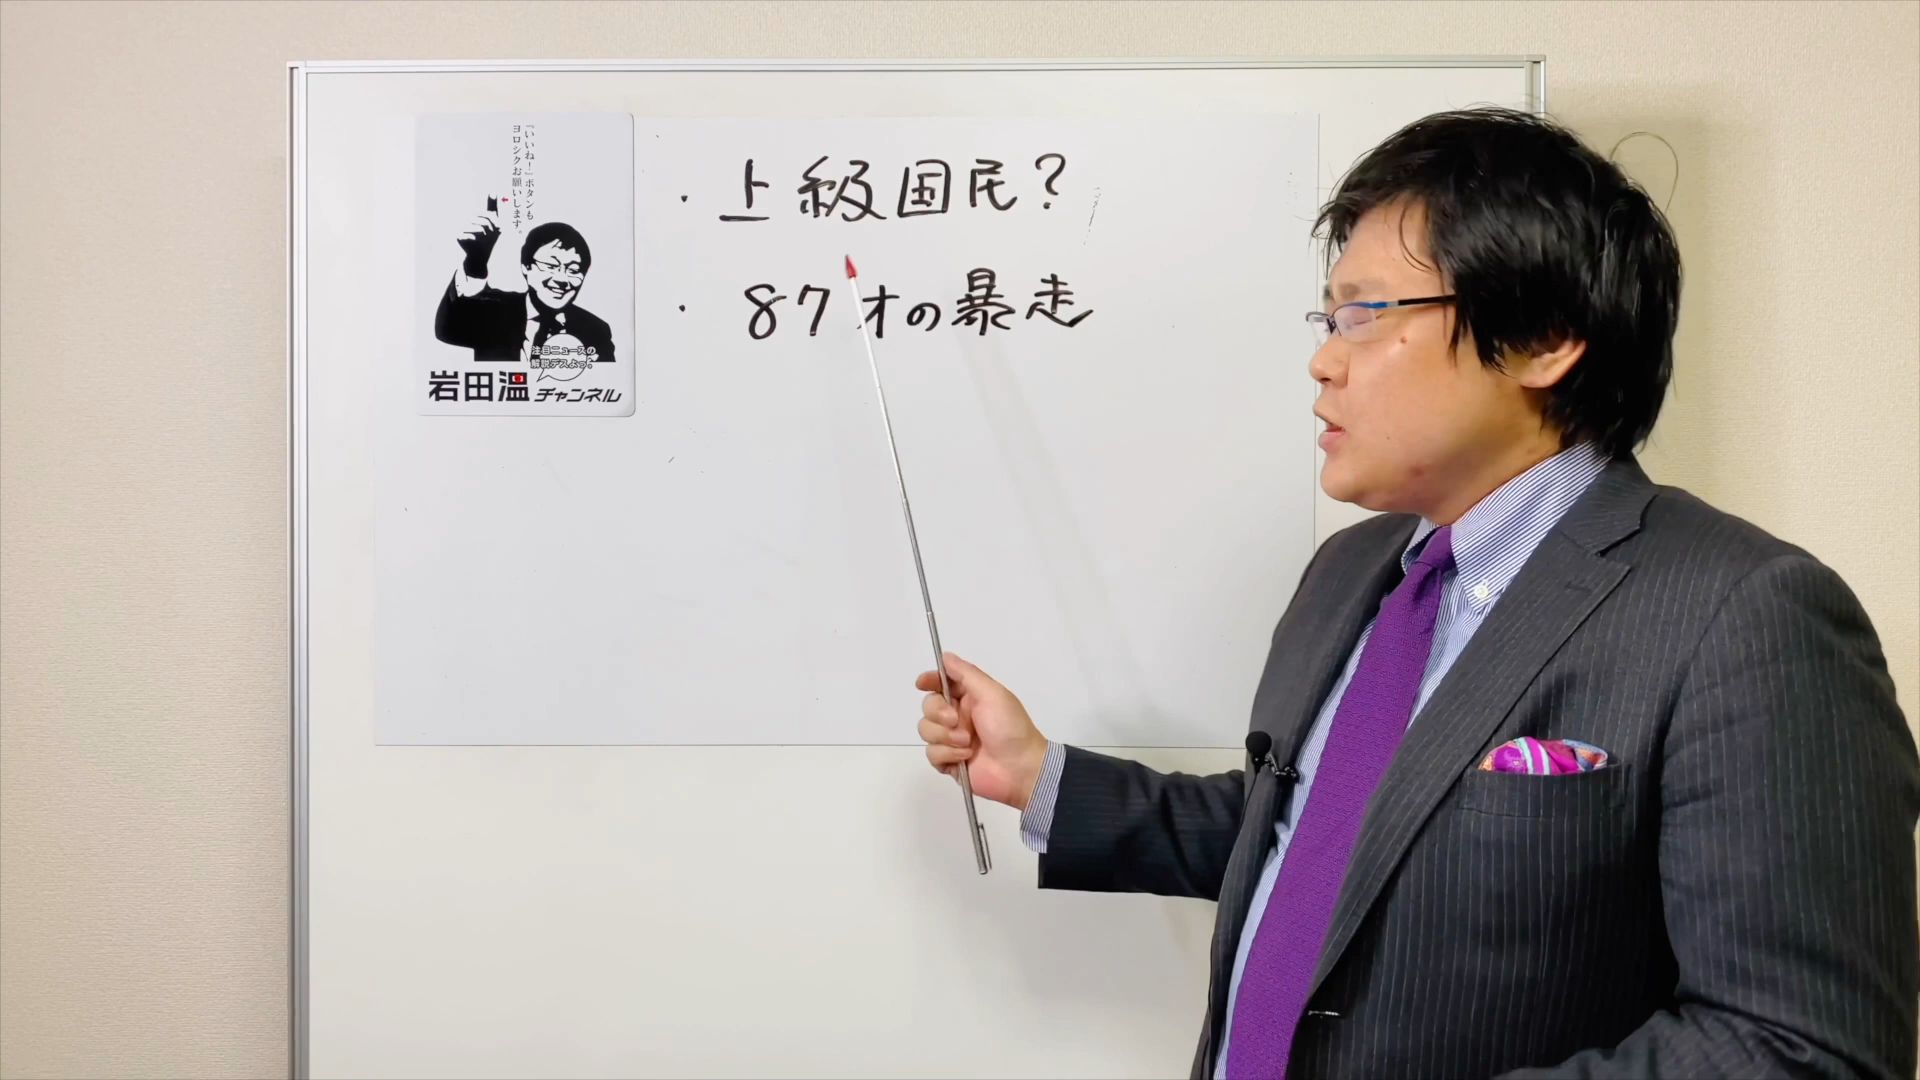 「いいね！」ボタンも
ヨロシクお願いします。
注目ニュースの
解説デスよっ。
岩田温チャンネル
・上級国民？
・87才の暴走